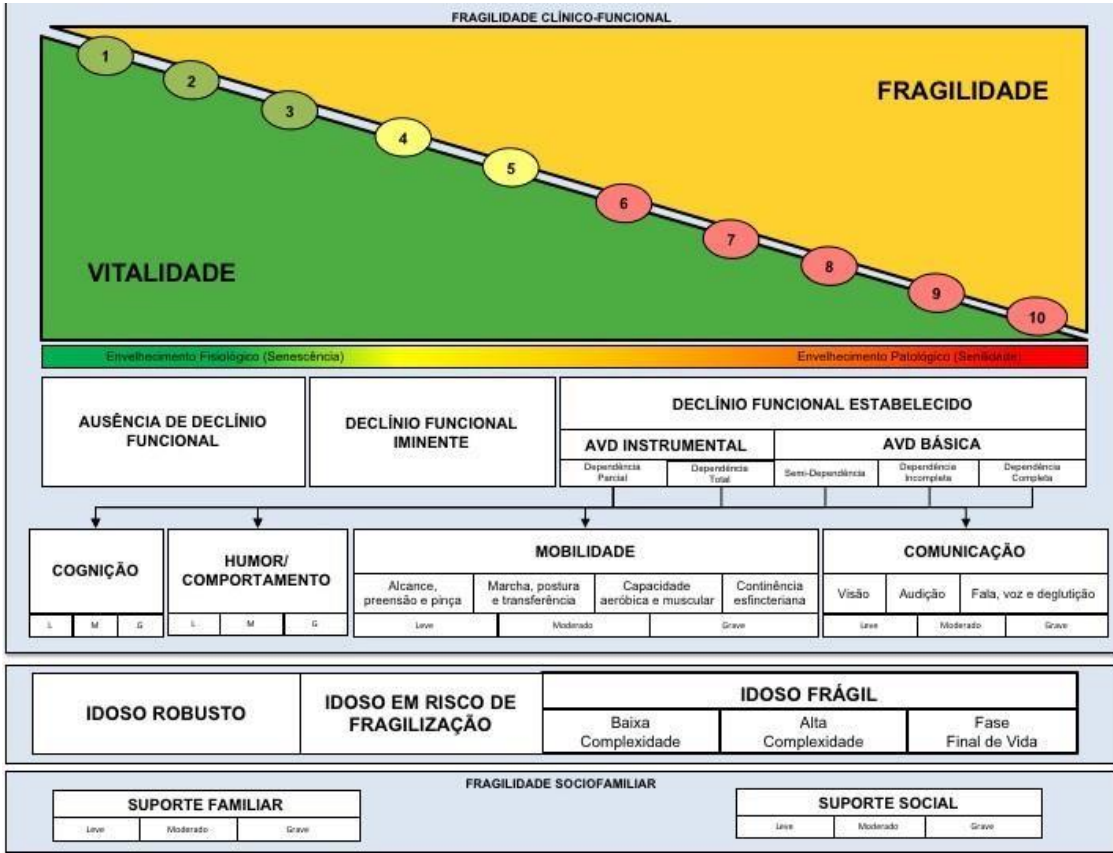 FRAGILIDADE CLÍNICO-FUNCIONAL
1
2
3
4
5
6
7
8
9
10
FRAGILIDADE
VITALIDADE
Envelhecimento Fisiológico (Senescência)
Envelhecimento Patológico (Senilidade)
AUSÊNCIA DE DECLÍNIO
FUNCIONAL
DECLÍNIO FUNCIONAL
IMINENTE
DECLÍNIO FUNCIONAL ESTABELECIDO
AVD INSTRUMENTAL
AVD BÁSICA
Dependência
Parcial
Dependência
Total
Semi-Dependência
Dependência
Incompleta
Dependência
Completa
COGNIÇÃO
L M G
HUMOR/
COMPORTAMENTO
L M G
MOBILIDADE
Alcance,
preensão e pinça
Marcha, postura
e transferência
Capacidade
aeróbica e muscular
Continência
esfincteriana
Leve Moderado Grave
COMUNICAÇÃO
Visão Audição Fala, voz e deglutição
Leve Moderado Grave
IDOSO ROBUSTO
IDOSO EM RISCO DE
FRAGILIZAÇÃO
IDOSO FRÁGIL
Baixa
Complexidade
Alta
Complexidade
Fase
Final de Vida
FRAGILIDADE SOCIOFAMILIAR
SUPORTE FAMILIAR
Leve Moderado Grave
SUPORTE SOCIAL
Leve Moderado Grave